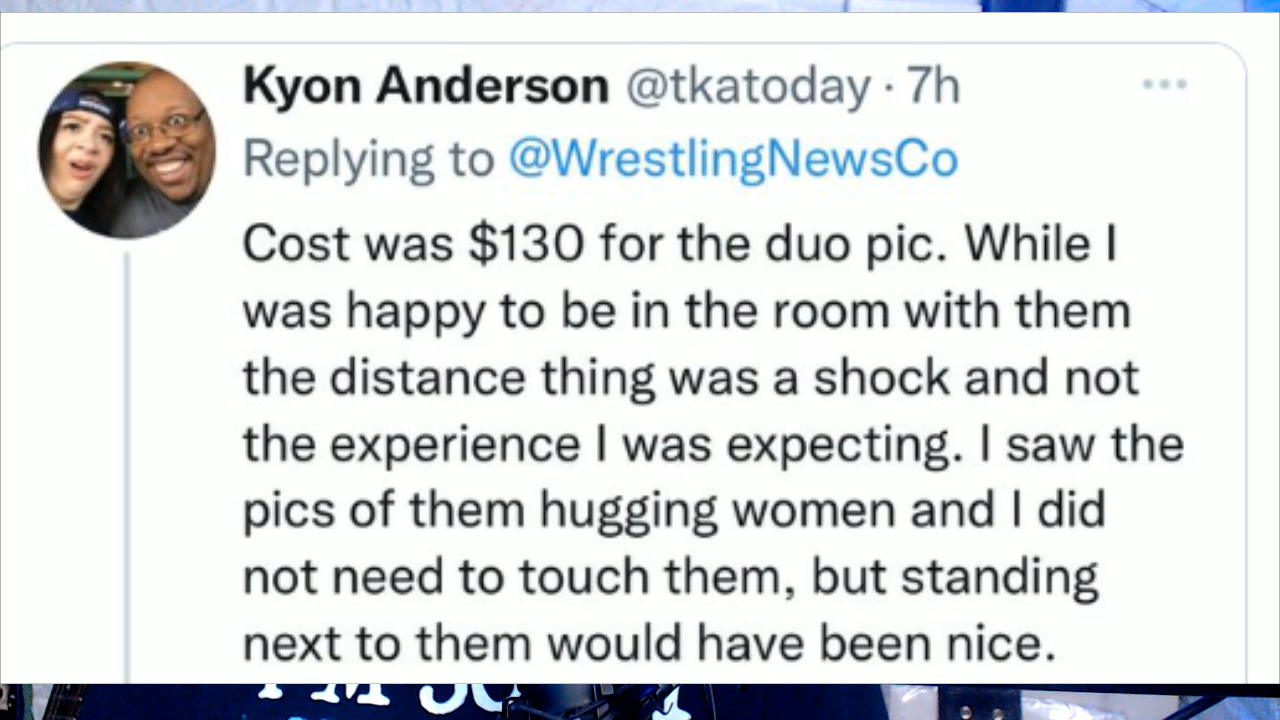 Kyon Anderson @tkatoday · 7h
Replying to @WrestlingNewsCo
Cost was $130 for the duo pic. While I
was happy to be in the room with them
the distance thing was a shock and not
the experience I was expecting. I saw the
pics of them hugging women and I did
not need to touch them, but standing
next to them would have been nice.
I'M